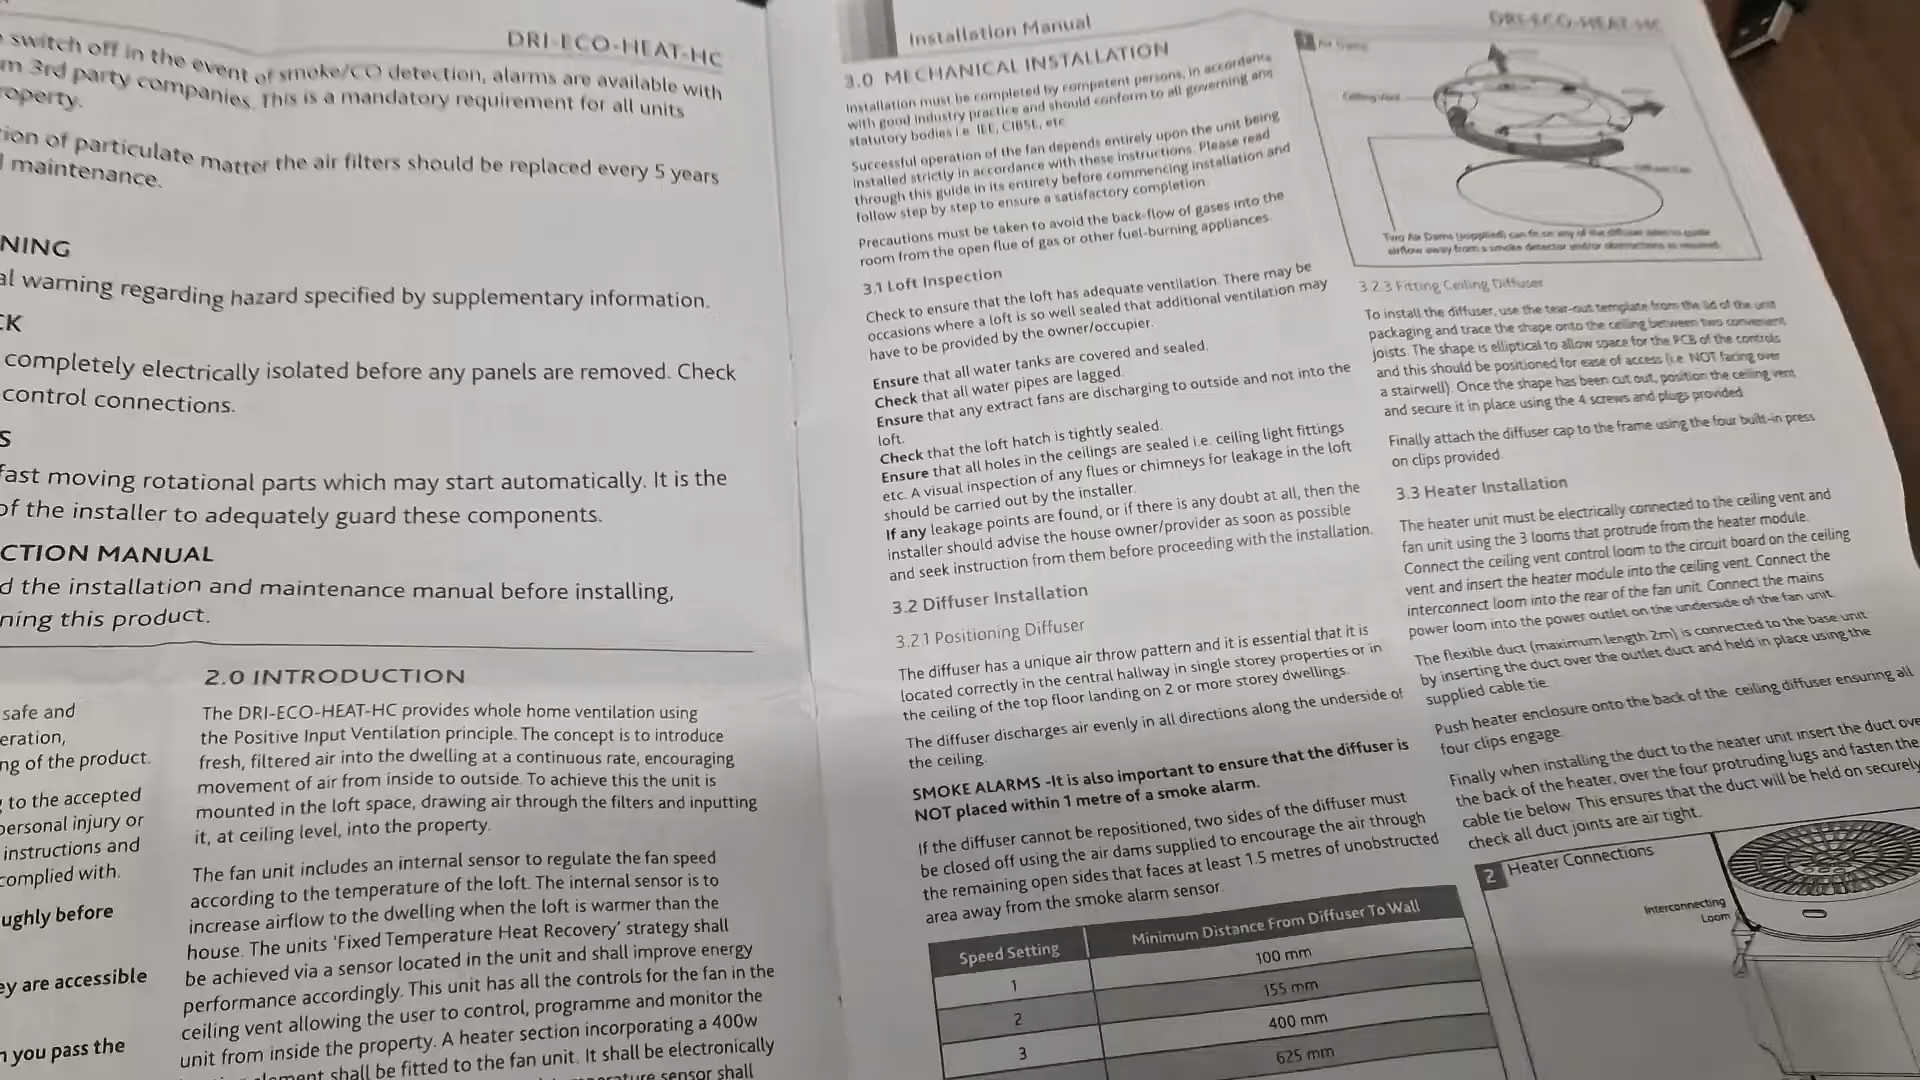 DRI-ECO-HEAT-HC
switch off in the event of smoke/CO detection, alarms are available with
m 3rd party companies. This is a mandatory requirement for all units
roperty.
ion of particulate matter the air filters should be replaced every 5 years
maintenance.
NING
al warning regarding hazard specified by supplementary information.
CK
completely electrically isolated before any panels are removed. Check
control connections.
S
fast moving rotational parts which may start automatically. It is the
of the installer to adequately guard these components.
CTION MANUAL
d the installation and maintenance manual before installing,
ning this product.
safe and
eration,
ng of the product.
to the accepted
personal injury or
instructions and
complied with.
ughly before
ey are accessible
n you pass the
2.0 INTRODUCTION
The DRI-ECO-HEAT-HC provides whole home ventilation using
the Positive Input Ventilation principle. The concept is to introduce
fresh, filtered air into the dwelling at a continuous rate, encouraging
movement of air from inside to outside. To achieve this the unit is
mounted in the loft space, drawing air through the filters and inputting
it, at ceiling level, into the property.
The fan unit includes an internal sensor to regulate the fan speed
according to the temperature of the loft. The internal sensor is to
increase airflow to the dwelling when the loft is warmer than the
house. The units 'Fixed Temperature Heat Recovery' strategy shall
be achieved via a sensor located in the unit and shall improve energy
performance accordingly. This unit has all the controls for the fan in the
ceiling vent allowing the user to control, programme and monitor the
unit from inside the property. A heater section incorporating a 400w
element shall be fitted to the fan unit. It shall be electronically
sensor shall
Installation Manual
3.0 MECHANICAL INSTALLATION
Installation must be completed by competent persons, in accordance
with good industry practice and should conform to all governing and
statutory bodies i.e. IEE, CIBSE, etc
Successful operation of the fan depends entirely upon the unit being
installed strictly in accordance with these instructions. Please read
through this guide in its entirety before commencing installation and
follow step by step to ensure a satisfactory completion
Precautions must be taken to avoid the back-flow of gases into the
room from the open flue of gas or other fuel-burning appliances.
3.1 Loft Inspection
Check to ensure that the loft has adequate ventilation. There may be
occasions where a loft is so well sealed that additional ventilation may
have to be provided by the owner/occupier.
Ensure that all water tanks are covered and sealed.
Check that all water pipes are lagged.
Ensure that any extract fans are discharging to outside and not into the
loft.
Check that the loft hatch is tightly sealed.
Ensure that all holes in the ceilings are sealed i.e. ceiling light fittings
etc. A visual inspection of any flues or chimneys for leakage in the loft
should be carried out by the installer.
If any leakage points are found, or if there is any doubt at all, then the
installer should advise the house owner/provider as soon as possible
and seek instruction from them before proceeding with the installation.
3.2 Diffuser Installation
3.2.1 Positioning Diffuser
The diffuser has a unique air throw pattern and it is essential that it is
located correctly in the central hallway in single storey properties or in
the ceiling of the top floor landing on 2 or more storey dwellings.
The diffuser discharges air evenly in all directions along the underside of
the ceiling.
SMOKE ALARMS -It is also important to ensure that the diffuser is
NOT placed within 1 metre of a smoke alarm.
If the diffuser cannot be repositioned, two sides of the diffuser must
be closed off using the air dams supplied to encourage the air through
the remaining open sides that faces at least 1.5 metres of unobstructed
area away from the smoke alarm sensor.
Speed Setting Minimum Distance From Diffuser To Wall
1 100 mm
2 155 mm
3 400 mm
625 mm
DRI-ECO-HEAT-HC
1 Air Dams
Ceiling Vent
Two Air Dams (supplied) can fit on any of the diffuser sides to guide
airflow away from a smoke detector and/or obstructions as required.
3.2.3 Fitting Ceiling Diffuser
To install the diffuser, use the tear-out template from the lid of the unit
packaging and trace the shape onto the ceiling between two convenient
joists. The shape is elliptical to allow space for the PCB of the controls
and this should be positioned for ease of access (i.e. NOT facing over
a stairwell). Once the shape has been cut out, position the ceiling vent
and secure it in place using the 4 screws and plugs provided
Finally attach the diffuser cap to the frame using the four built-in press
on clips provided.
3.3 Heater Installation
The heater unit must be electrically connected to the ceiling vent and
fan unit using the 3 looms that protrude from the heater module.
Connect the ceiling vent control loom to the circuit board on the ceiling
vent and insert the heater module into the ceiling vent. Connect the
interconnect loom into the rear of the fan unit. Connect the mains
power loom into the power outlet on the underside of the fan unit.
The flexible duct (maximum length 2m) is connected to the base unit
by inserting the duct over the outlet duct and held in place using the
supplied cable tie.
Push heater enclosure onto the back of the ceiling diffuser ensuring all
four clips engage.
Finally when installing the duct to the heater unit insert the duct ove
the back of the heater, over the four protruding lugs and fasten the
cable tie below. This ensures that the duct will be held on securely
check all duct joints are air tight.
2 Heater Connections
Interconnecting
Loom